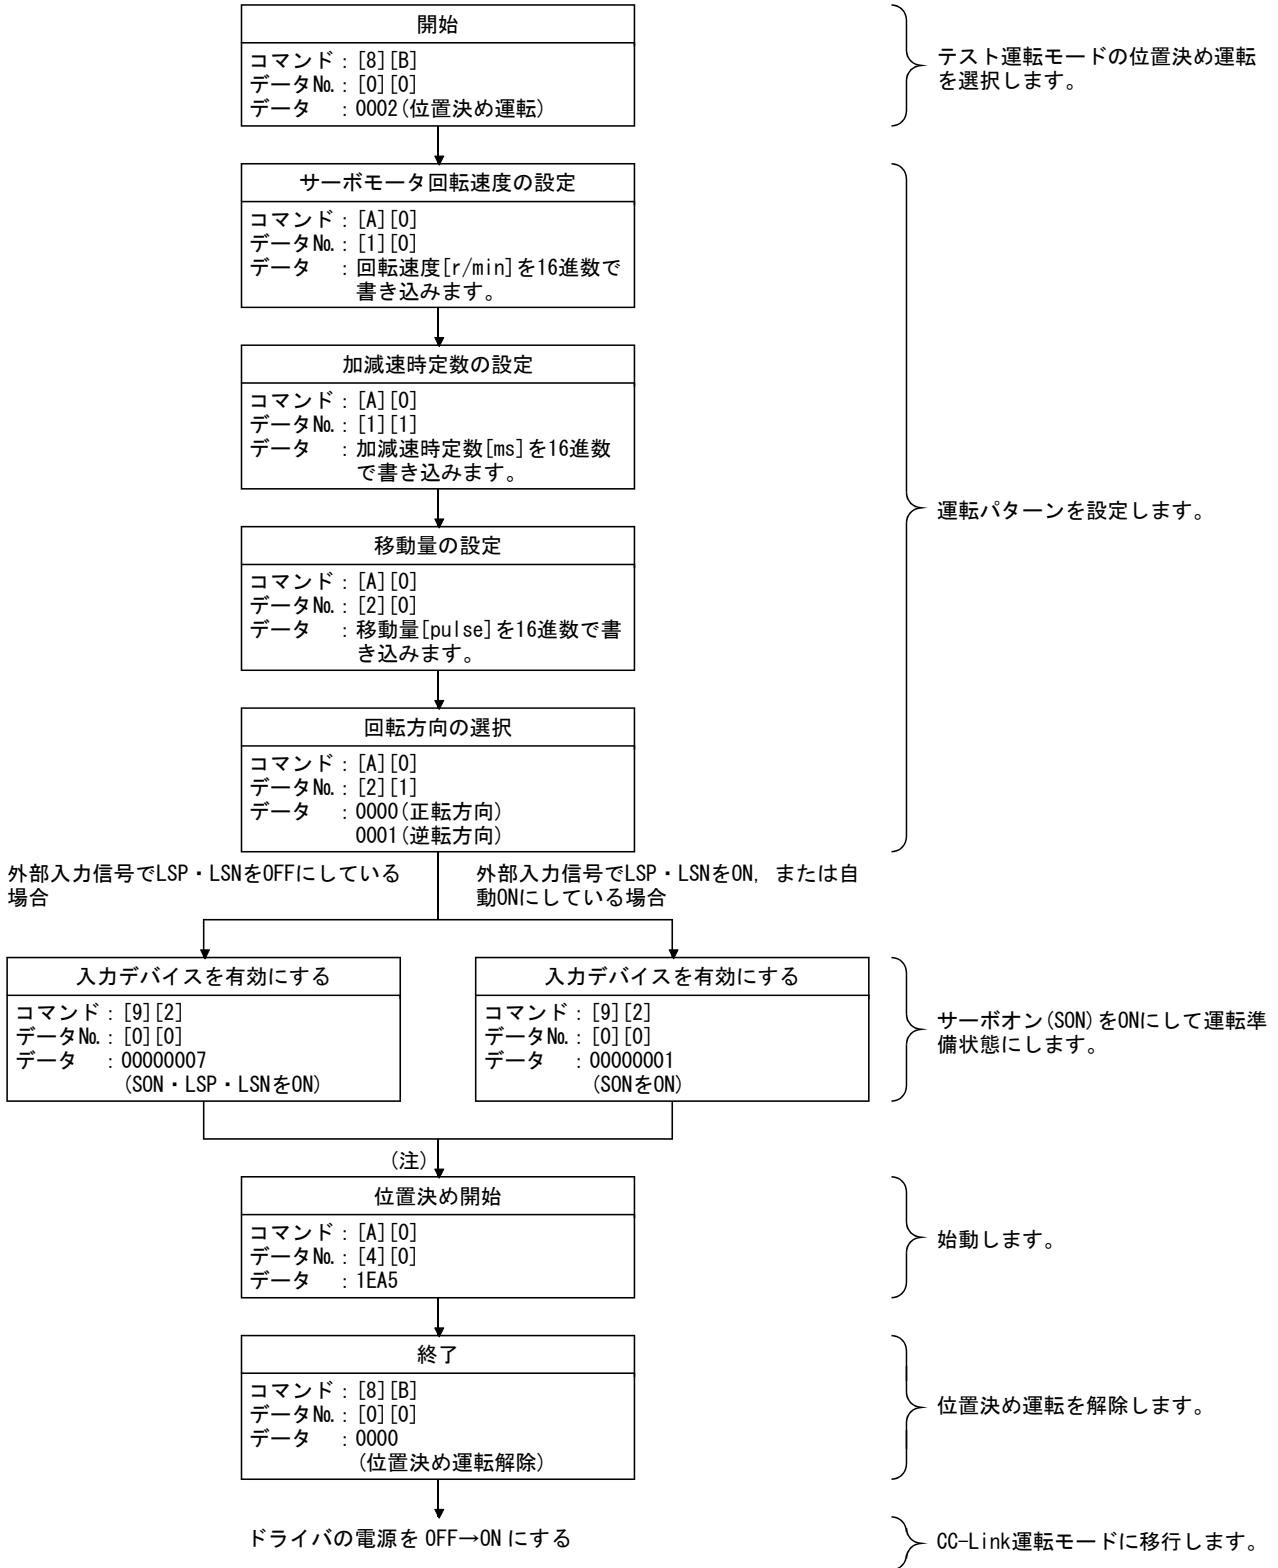 開始
コマンド : [8][B]
データ№. : [0][0]
データ : 0002(位置決め運転)
テスト運転モードの位置決め運転
を選択します。
サーボモータ回転速度の設定
コマンド : [A][0]
データ№. : [1][0]
データ : 回転速度[r/min]を16進数で
書き込みます。
加減速時定数の設定
コマンド : [A][0]
データ№. : [1][1]
データ : 加減速時定数[ms]を16進数
で書き込みます。
運転パターンを設定します。
移動量の設定
コマンド : [A][0]
データ№. : [2][0]
データ : 移動量[pulse]を16進数で書
き込みます。
回転方向の選択
コマンド : [A][0]
データ№. : [2][1]
データ : 0000(正転方向)
0001(逆転方向)
外部入力信号でLSP・LSNをOFFにしている
場合
外部入力信号でLSP・LSNをON, または自
動ONにしている場合
入力デバイスを有効にする
コマンド : [9][2]
データ№. : [0][0]
データ : 00000007
(SON・LSP・LSNをON)
入力デバイスを有効にする
コマンド : [9][2]
データ№. : [0][0]
データ : 00000001
(SONをON)
サーボオン(SON)をONにして運転準
備状態にします。
(注)
位置決め開始
コマンド : [A][0]
データ№. : [4][0]
データ : 1EA5
始動します。
終了
コマンド : [8][B]
データ№. : [0][0]
データ : 0000
(位置決め運転解除)
位置決め運転を解除します。
ドライバの電源を OFF→ON にする
CC-Link運転モードに移行します。